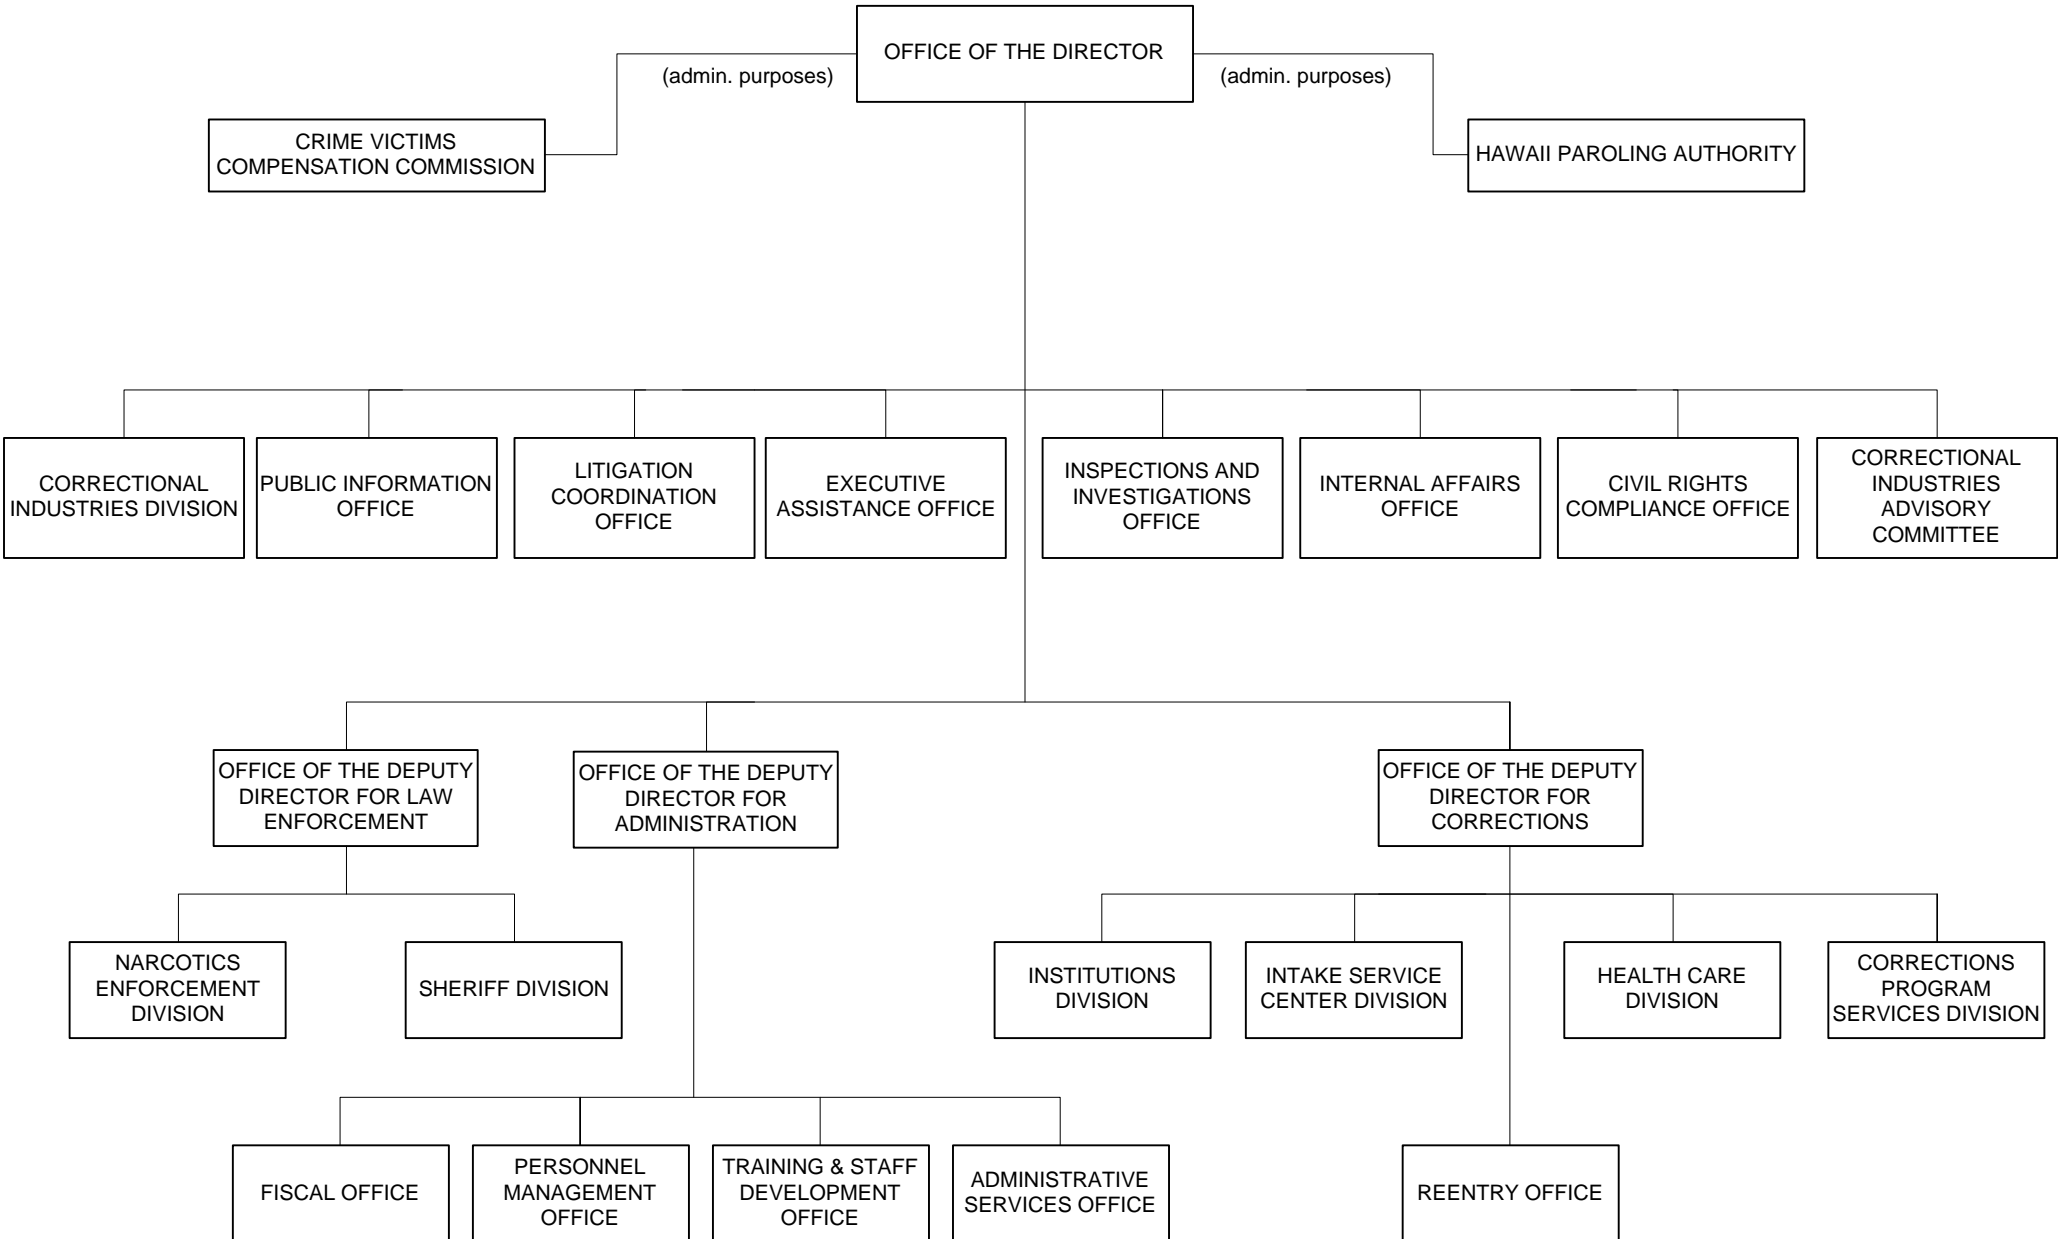 OFFICE OF THE DIRECTOR
(admin. purposes)
(admin. purposes)
CRIME VICTIMS
COMPENSATION COMMISSION
HAWAII PAROLING AUTHORITY
CORRECTIONAL
INDUSTRIES DIVISION
PUBLIC INFORMATION
OFFICE
LITIGATION
COORDINATION
OFFICE
EXECUTIVE
ASSISTANCE OFFICE
INSPECTIONS AND
INVESTIGATIONS
OFFICE
INTERNAL AFFAIRS
OFFICE
CIVIL RIGHTS
COMPLIANCE OFFICE
CORRECTIONAL
INDUSTRIES
ADVISORY
COMMITTEE
OFFICE OF THE DEPUTY
DIRECTOR FOR LAW
ENFORCEMENT
OFFICE OF THE DEPUTY
DIRECTOR FOR
ADMINISTRATION
OFFICE OF THE DEPUTY
DIRECTOR FOR
CORRECTIONS
NARCOTICS
ENFORCEMENT
DIVISION
SHERIFF DIVISION
INSTITUTIONS
DIVISION
INTAKE SERVICE
CENTER DIVISION
HEALTH CARE
DIVISION
CORRECTIONS
PROGRAM
SERVICES DIVISION
FISCAL OFFICE
PERSONNEL
MANAGEMENT
OFFICE
TRAINING & STAFF
DEVELOPMENT
OFFICE
ADMINISTRATIVE
SERVICES OFFICE
REENTRY OFFICE